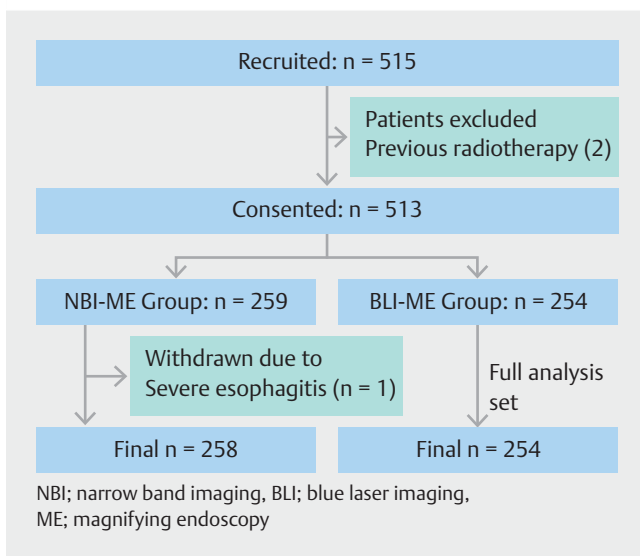 Recruited: n = 515
Patients excluded
Previous radiotherapy (2)
Consented: n = 513
NBI-ME Group: n = 259
BLI-ME Group: n = 254
Withdrawn due to
Severe esophagitis (n = 1)
Full analysis
set
Final n = 258
Final n = 254
NBI; narrow band imaging, BLI; blue laser imaging,
ME; magnifying endoscopy